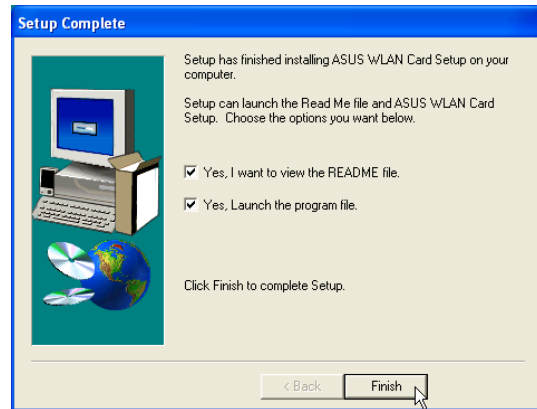 Setup Complete
Setup has finished installing ASUS WLAN Card Setup on your
computer.
Setup can launch the Read Me file and ASUS WLAN Card
Setup. Choose the options you want below.
Yes, I want to view the README file.
Yes, Launch the program file.
Click Finish to complete Setup.
< Back
Finish